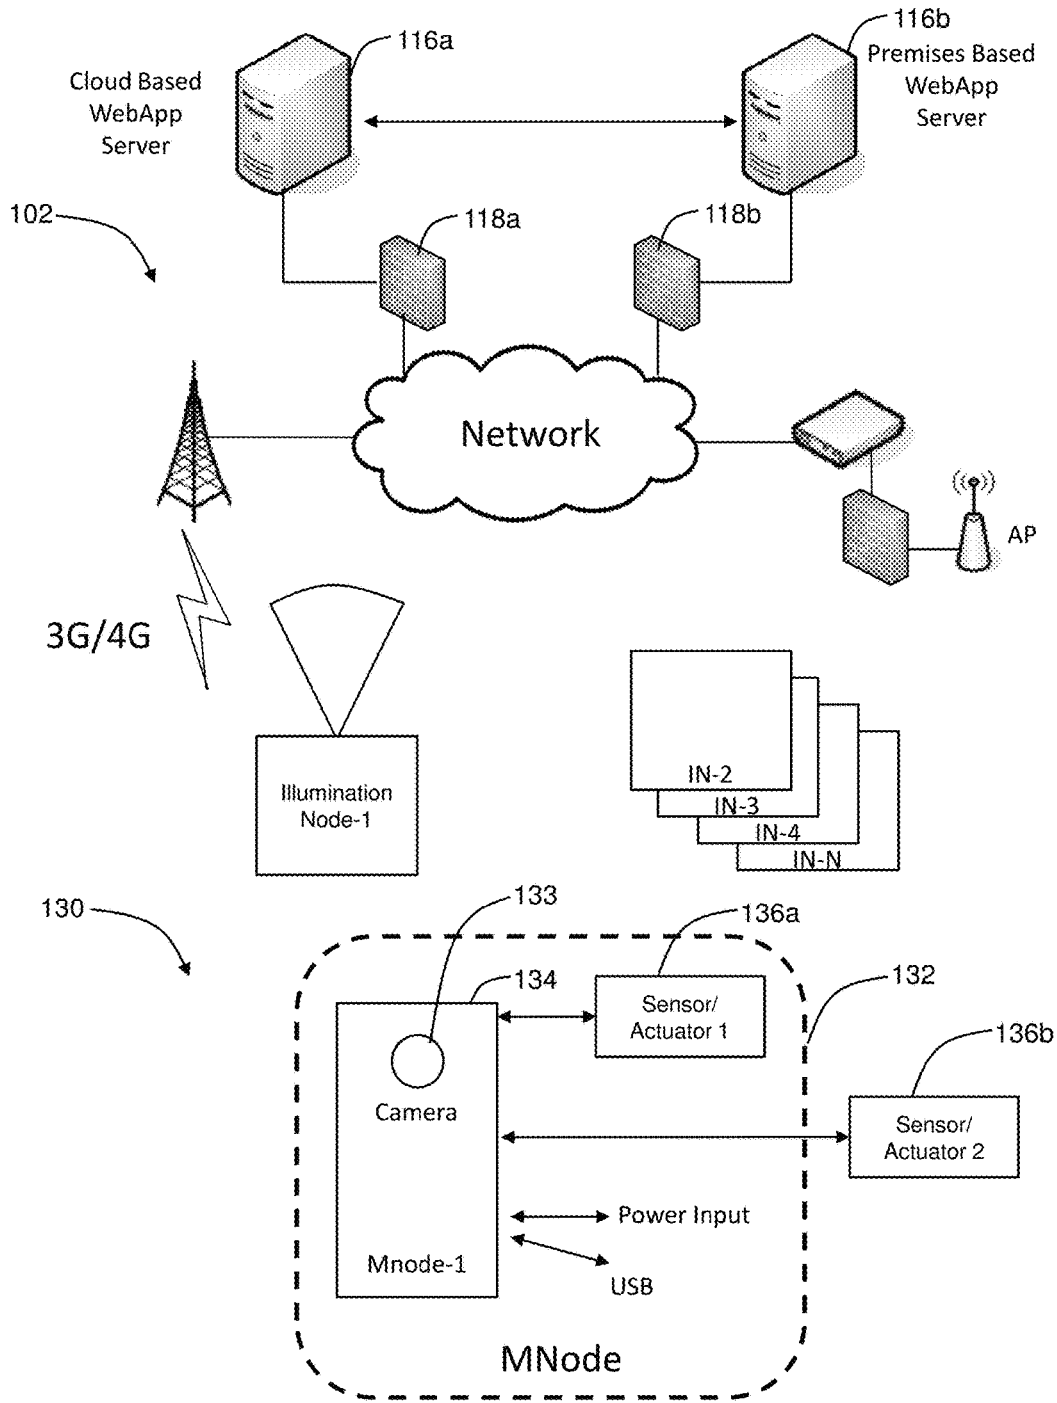 116a
116b
Cloud Based
WebApp
Server
Premises Based
WebApp
Server
102
118a
118b
Network
AP
3G/4G
Illumination
Node-1
IN-2
IN-3
IN-4
IN-N
130
133
136a
134
132
Sensor/
Actuator 1
136b
Camera
Sensor/
Actuator 2
Power Input
Mnode-1
USB
MNode